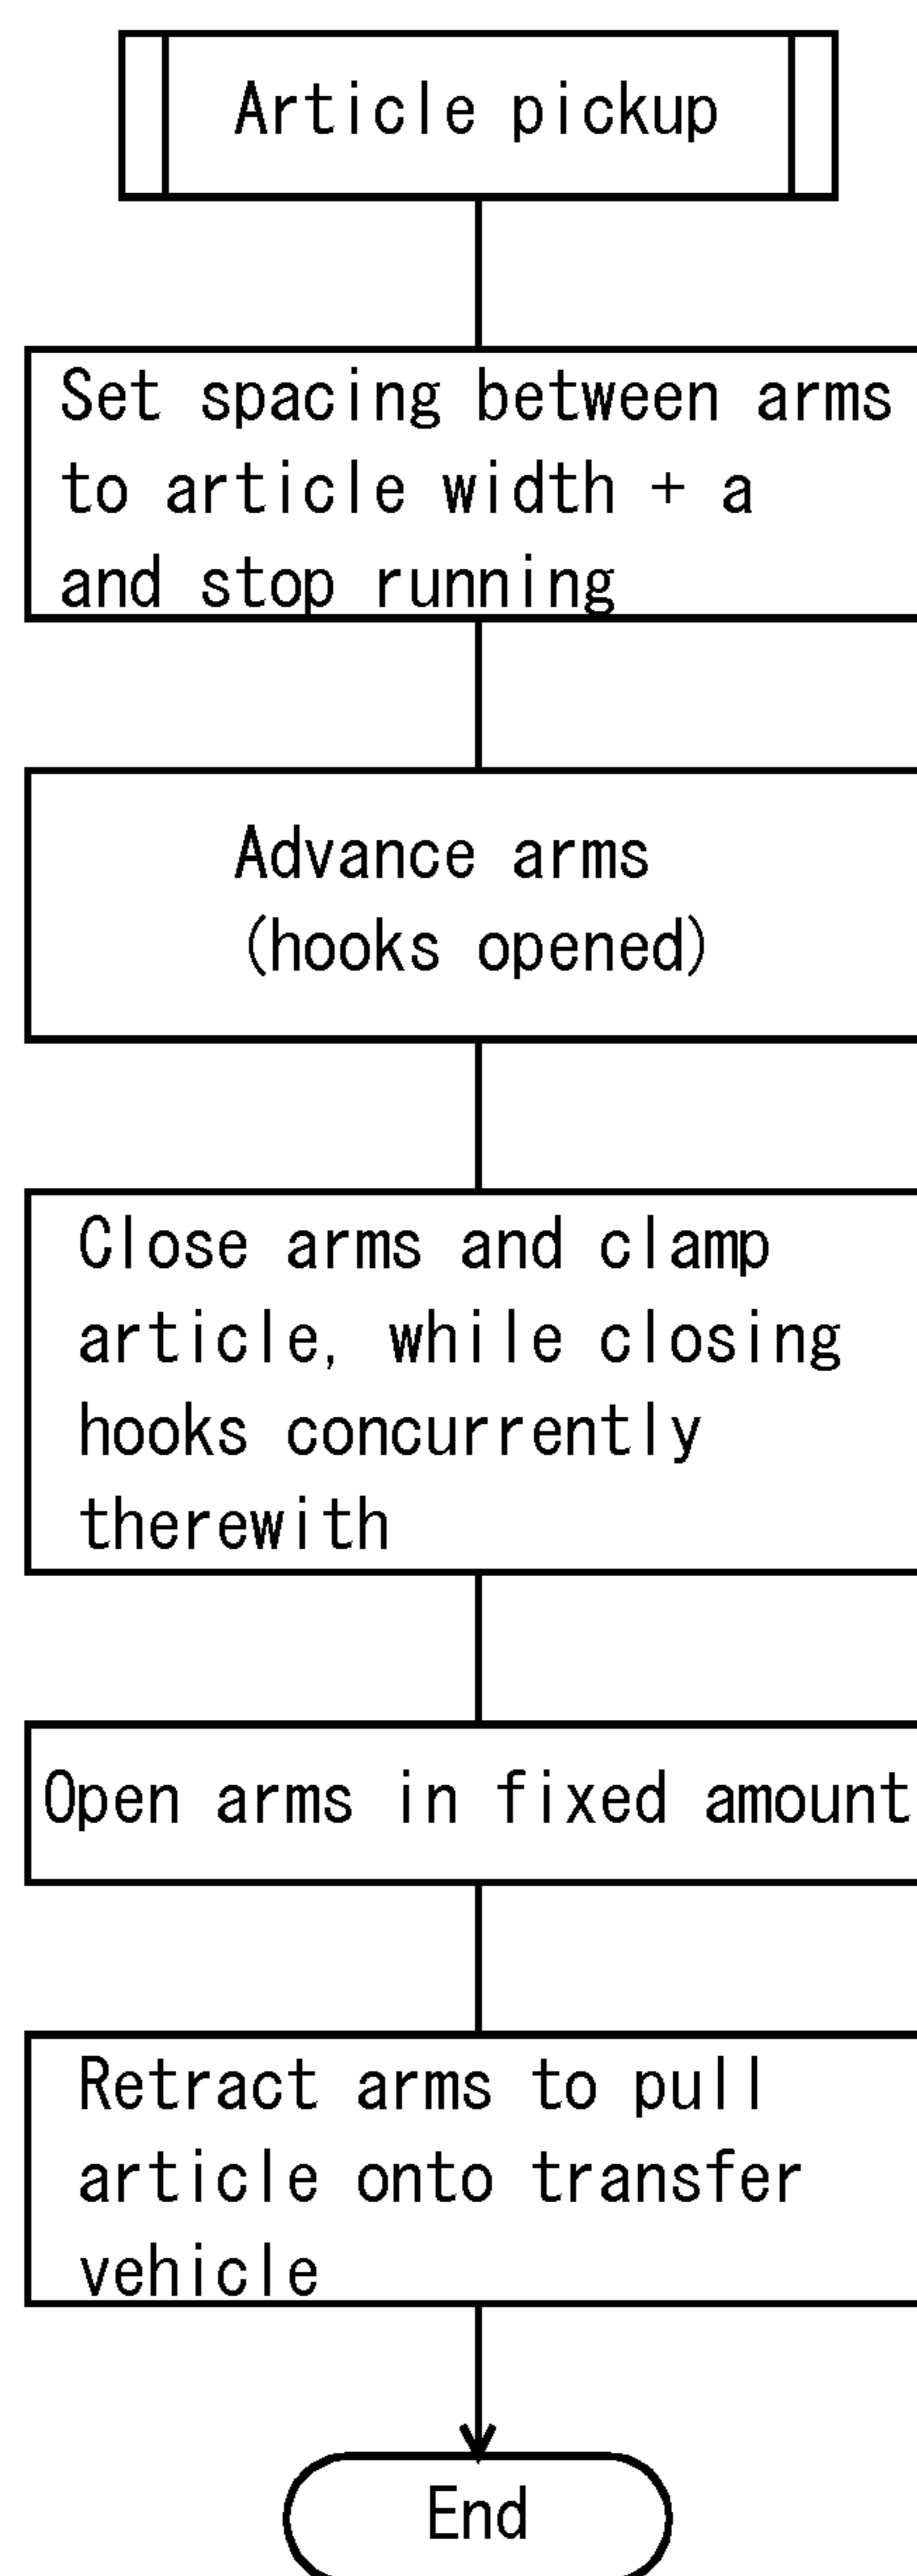 Article pickup
Set spacing between arms
to article width + a
and stop running
Advance arms
(hooks opened)
Close arms and clamp
article, while closing
hooks concurrently
therewith
Open arms in fixed amount
Retract arms to pull
article onto transfer
vehicle
End